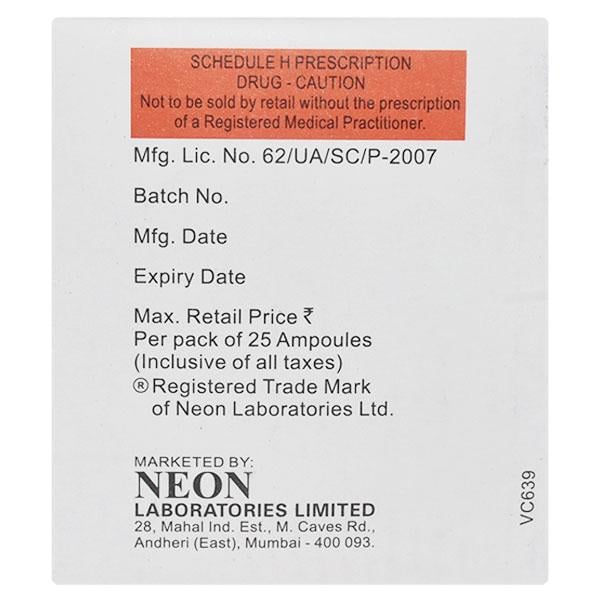 SCHEDULE H PRESCRIPTION
DRUG - CAUTION
Not to be sold by retail without the prescription
of a Registered Medical Practitioner.
Mfg. Lic. No. 62/UA/SC/P-2007
Batch No.
Mfg. Date
Expiry Date
Max. Retail Price ₹
Per pack of 25 Ampoules
(Inclusive of all taxes)
® Registered Trade Mark
of Neon Laboratories Ltd.
MARKETED BY:
NEON
LABORATORIES LIMITED
28, Mahal Ind. Est., M. Caves Rd.,
Andheri (East), Mumbai - 400 093.
VC639